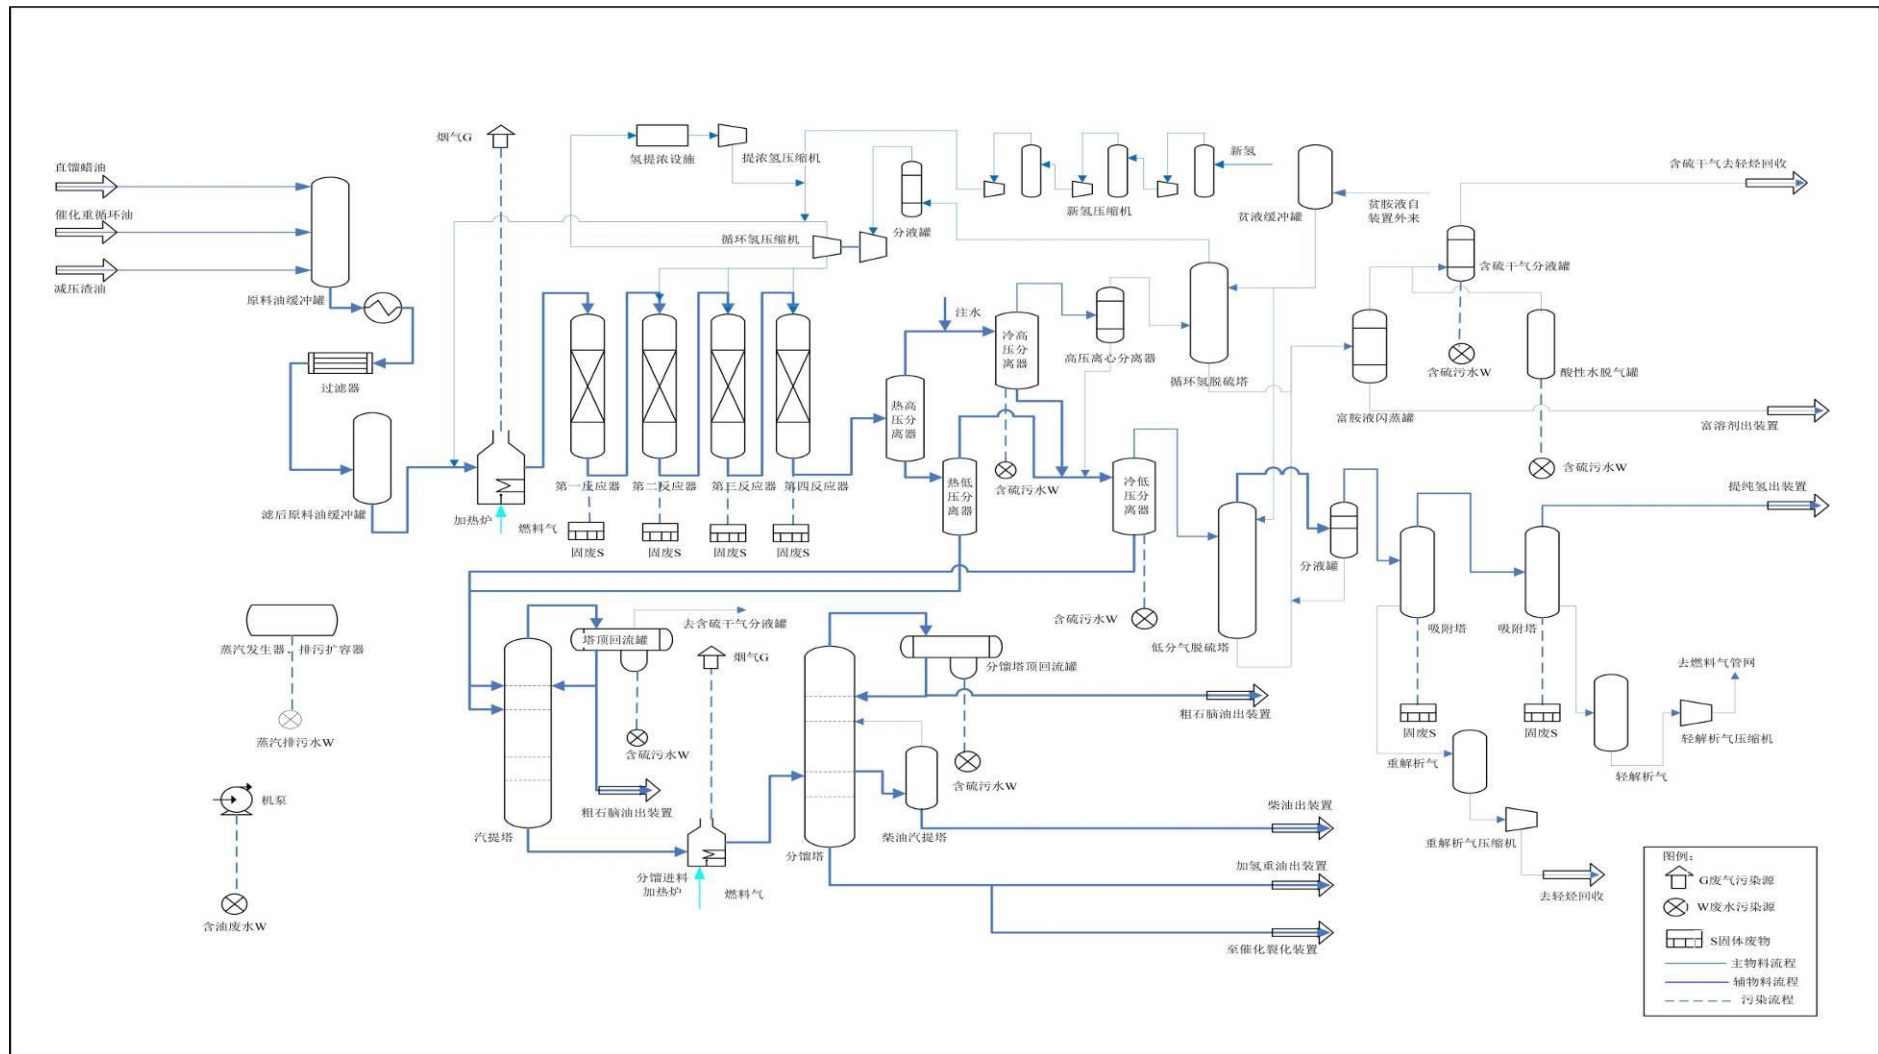 烟气G
氢提浓设施
提浓氢压缩机
新氢
含硫干气去轻烃回收
直馏蜡油
催化重循环油
减压渣油
原料油缓冲罐
循环氢压缩机
分液罐
新氢压缩机
贫液缓冲罐
贫胺液自
装置外来
含硫干气分液罐
注水
冷高
压分
离器
高压离心分离器
循环氢脱硫塔
含硫污水W
酸性水脱气罐
过滤器
热高
压分
离器
富胺液闪蒸罐
富溶剂出装置
含硫污水W
滤后原料油缓冲罐
加热炉
燃料气
第一反应器
第二反应器
第三反应器
第四反应器
固废S
固废S
固废S
固废S
热低
压分
离器
含硫污水W
冷低
压分
离器
提纯氢出装置
分液罐
吸附塔
吸附塔
蒸汽发生器、排污扩容器
塔顶回流罐
去含硫干气分液罐
烟气G
分馏塔顶回流罐
含硫污水W
低分气脱硫塔
去燃料气管网
蒸汽排污水W
含硫污水W
粗石脑油出装置
固废S
固废S
轻解析气压缩机
重解析气
轻解析气
机泵
粗石脑油出装置
含硫污水W
汽提塔
分馏塔
柴油汽提塔
柴油出装置
重解析气压缩机
分馏进料
加热炉
燃料气
加氢重油出装置
去轻烃回收
含油废水W
至催化裂化装置
图例：
G废气污染源
W废水污染源
S固体废物
主物料流程
辅物料流程
污染流程